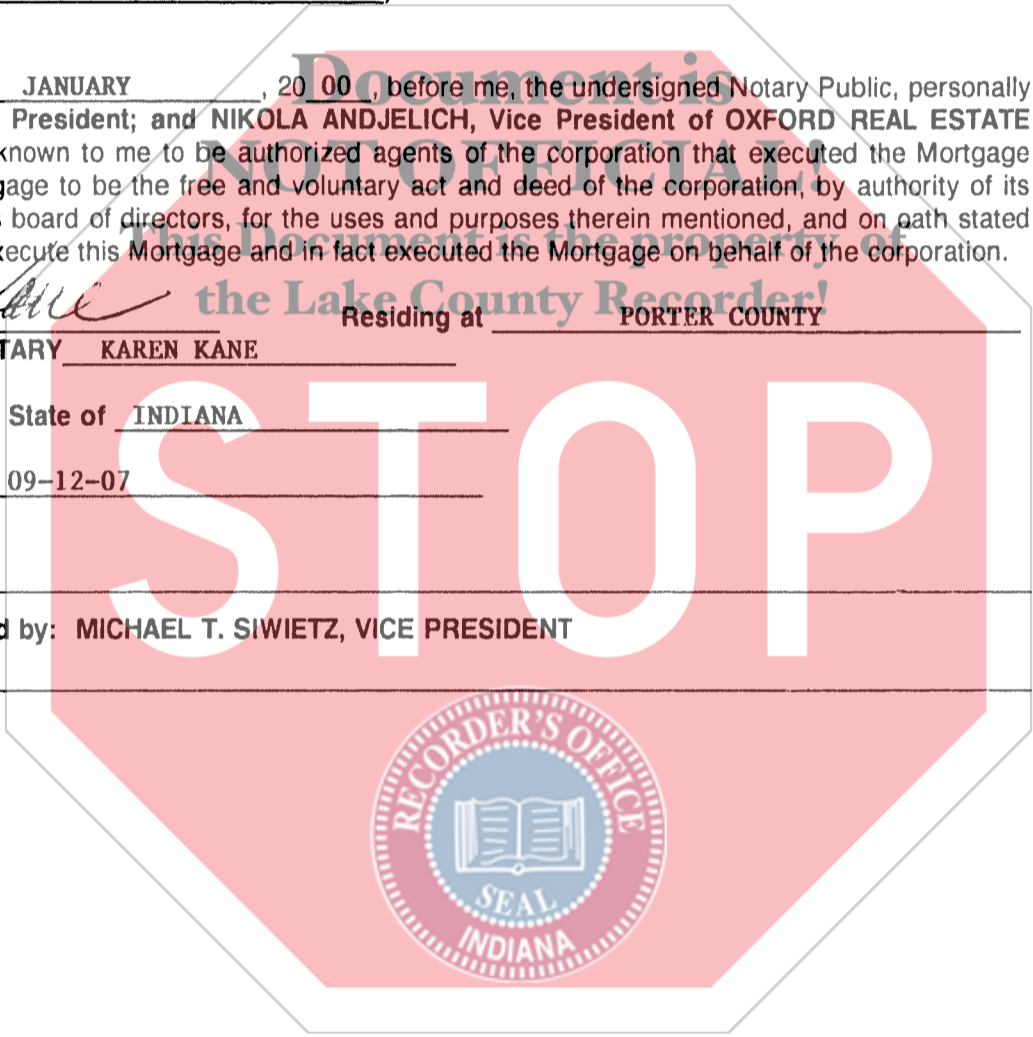 Document is
JANUARY, 20 00, before me, the undersigned Notary Public, personally
President; and NIKOLA ANDJELICH, Vice President of OXFORD REAL ESTATE
known to me to be authorized agents of the corporation that executed the Mortgage
NOT OFFICIAL!
gage to be the free and voluntary act and deed of the corporation, by authority of its
board of directors, for the uses and purposes therein mentioned, and on oath stated
This Document is the property of
xecute this Mortgage and in fact executed the Mortgage on behalf of the corporation.
the Lake County Recorder!
Residing at PORTER COUNTY
TARY KAREN KANE
State of INDIANA
09-12-07
STOP
d by: MICHAEL T. SIWIETZ, VICE PRESIDENT
RECORDER'S OFFICE
SEAL
INDIANA